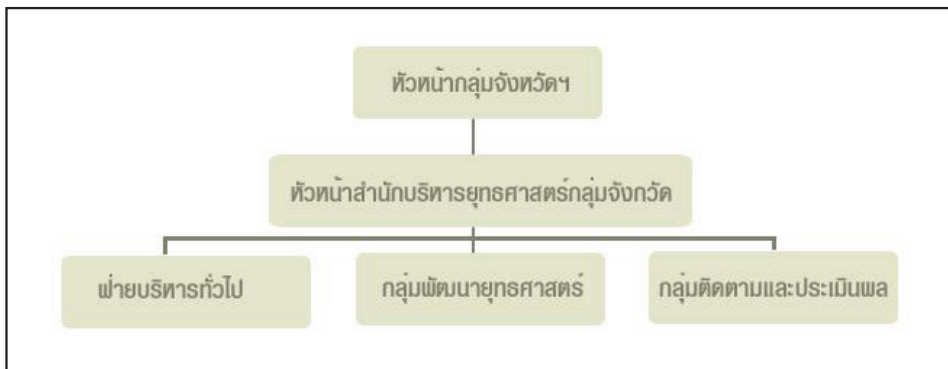 หัวหน้ากลุ่มจังหวัดฯ
หัวหน้าสำนักบริหารยุทธศาสตร์กลุ่มจังกวัด
ฝ่ายบริหารทั่วไป
กลุ่มพัฒนายุทธศาสตร์
กลุ่มติดตามและประเมินผล